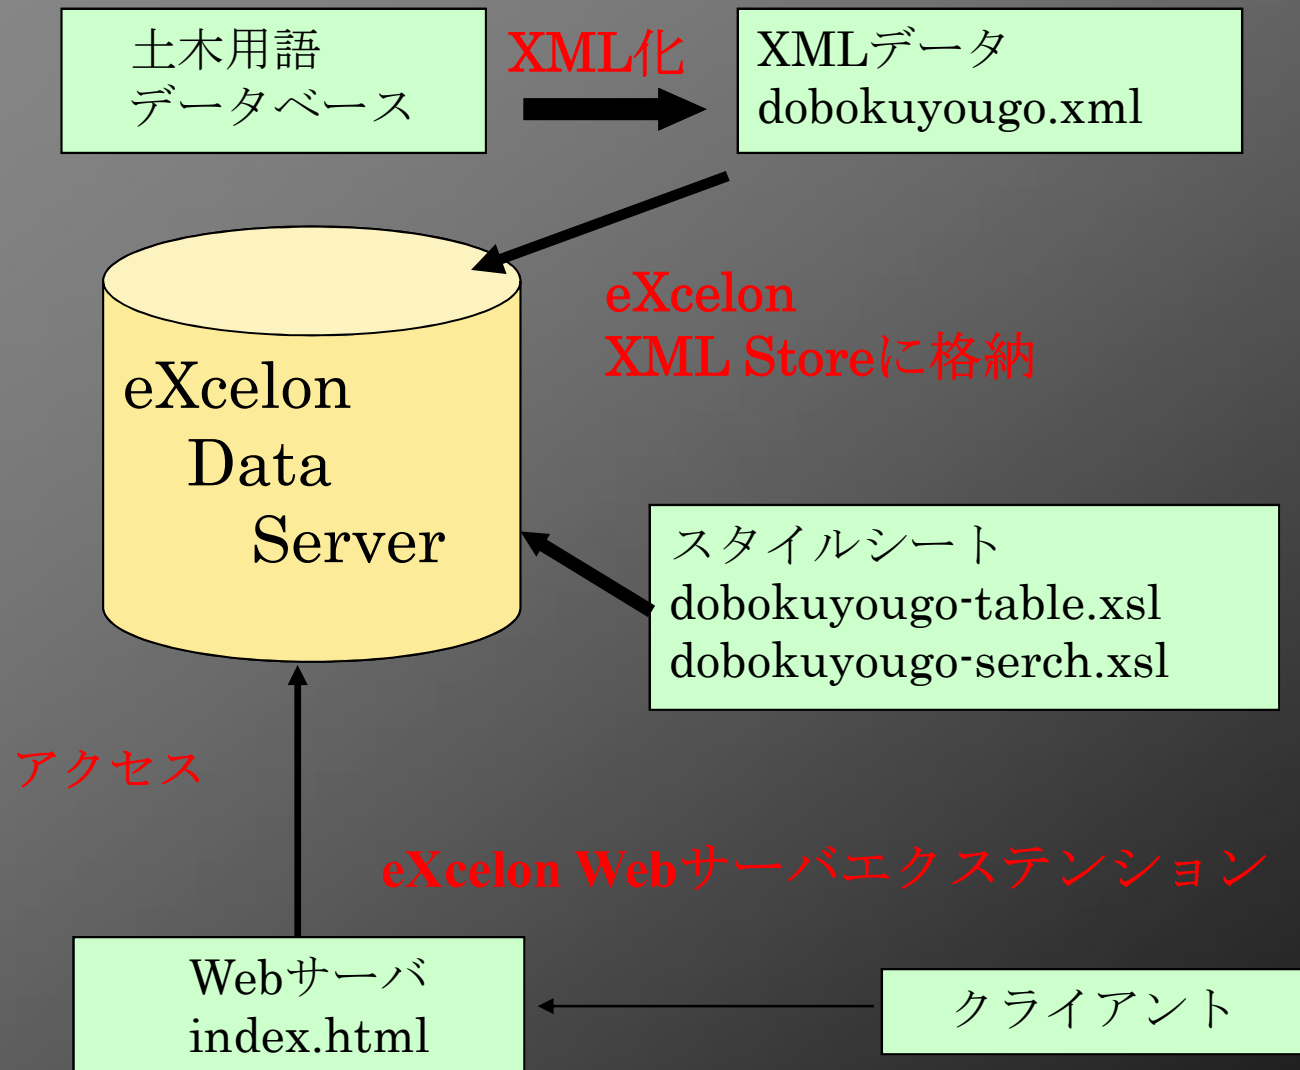 土木用語
データベース
XML化
XMLデータ
dobokuyougo.xml
eXcelon
XML Storeに格納
eXcelon
Data
Server
スタイルシート
dobokuyougo-table.xsl
dobokuyougo-serch.xsl
アクセス
eXcelon Webサーバエクステンション
Webサーバ
index.html
クライアント